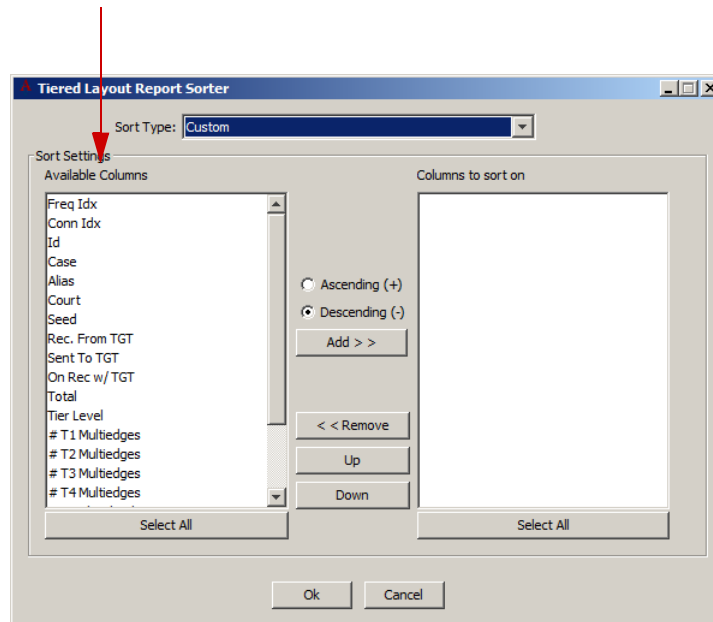 Tiered Layout Report Sorter
Sort Type: Custom
Sort Settings
Available Columns
Freq Idx
Conn Idx
Id
Case
Alias
Court
Seed
Rec. From TGT
Sent To TGT
On Rec w/ TGT
Total
Tier Level
# T1 Multiedges
# T2 Multiedges
# T3 Multiedges
# T4 Multiedges
Select All
Ascending (+)
Descending (-)
Add > >
< < Remove
Up
Down
Columns to sort on
Select All
Ok
Cancel